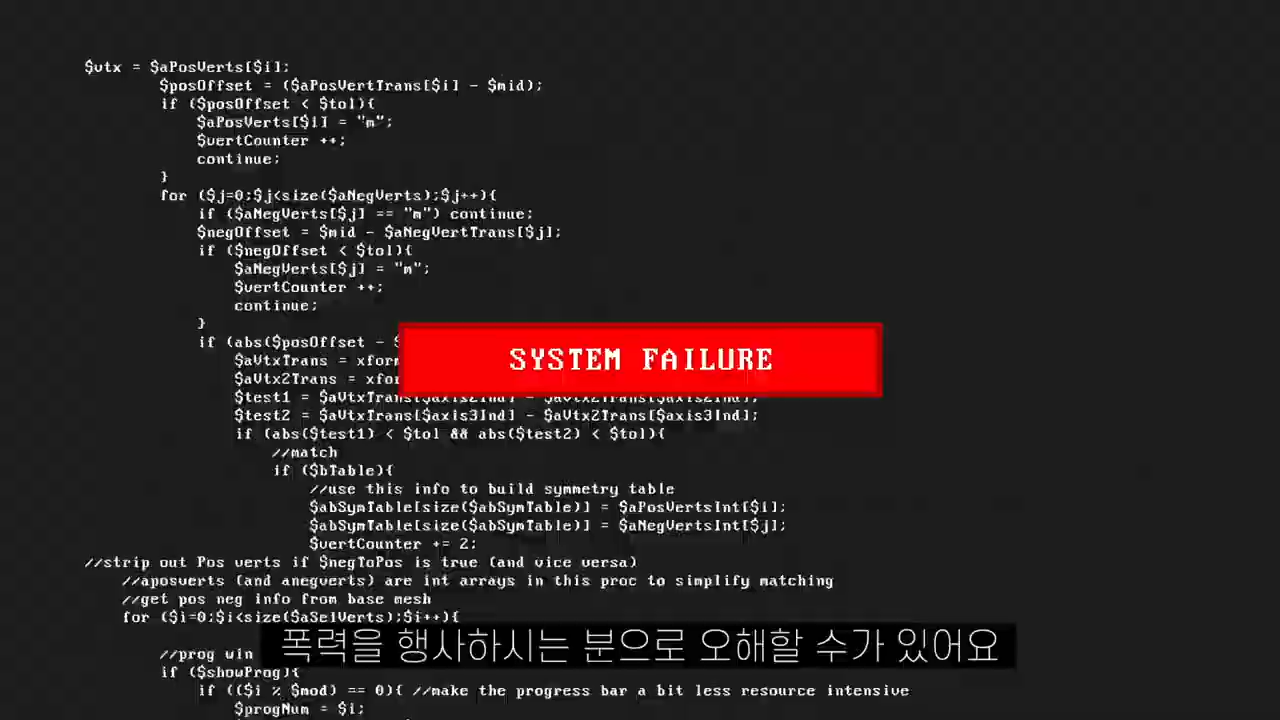 $vtx = $aPosVerts[$i];
$posOffset = ($aPosVertTrans[$i] - $mid);
if ($posOffset < $tol){
$aPosVerts[$i] = "m";
$vertCounter ++;
continue;
}
for ($j=0;$j<size($aNegVerts);$j++){
if ($aNegVerts[$j] == "m") continue;
$negOffset = $mid - $aNegVertTrans[$j];
if ($negOffset < $tol){
$aNegVerts[$j] = "m";
$vertCounter ++;
continue;
}
if (abs($posOffset -
$aVtxTrans = xform
SYSTEM FAILURE
$aVtx2Trans = xfor
$test1 = $aVtxTrans[$axis2Ind] - $aVtx2Trans[$axis2Ind];
$test2 = $aVtxTrans[$axis3Ind] - $aVtx2Trans[$axis3Ind];
if (abs($test1) < $tol && abs($test2) < $tol){
//match
if ($bTable){
//use this info to build symmetry table
$abSymTable[size($abSymTable)] = $aPosVertsInt[$i];
$abSymTable[size($abSymTable)] = $aNegVertsInt[$j];
$vertCounter += 2;
//strip out Pos verts if $negToPos is true (and vice versa)
//aposverts (and anegverts) are int arrays in this proc to simplify matching
//get pos neg info from base mesh
for ($i=0;$i<size($aSelVerts);$i++){
폭력을 행사하시는 분으로 오해할 수가 있어요
//prog win
if ($showProg){
if (($i % $mod) == 0){ //make the progress bar a bit less resource intensive
$progNum = $i;